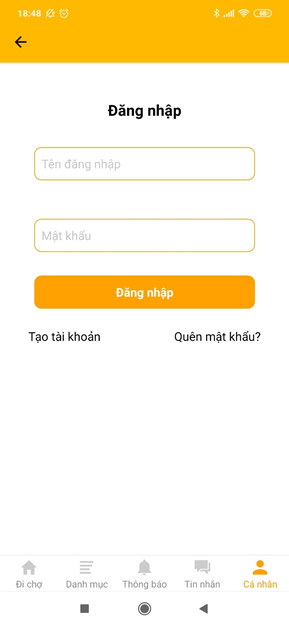 18:48
68
Đăng nhập
Tên đăng nhập
Mật khẩu
Đăng nhập
Tạo tài khoản Quên mật khẩu?
Đi chợ Danh mục Thông báo Tin nhắn Cá nhân